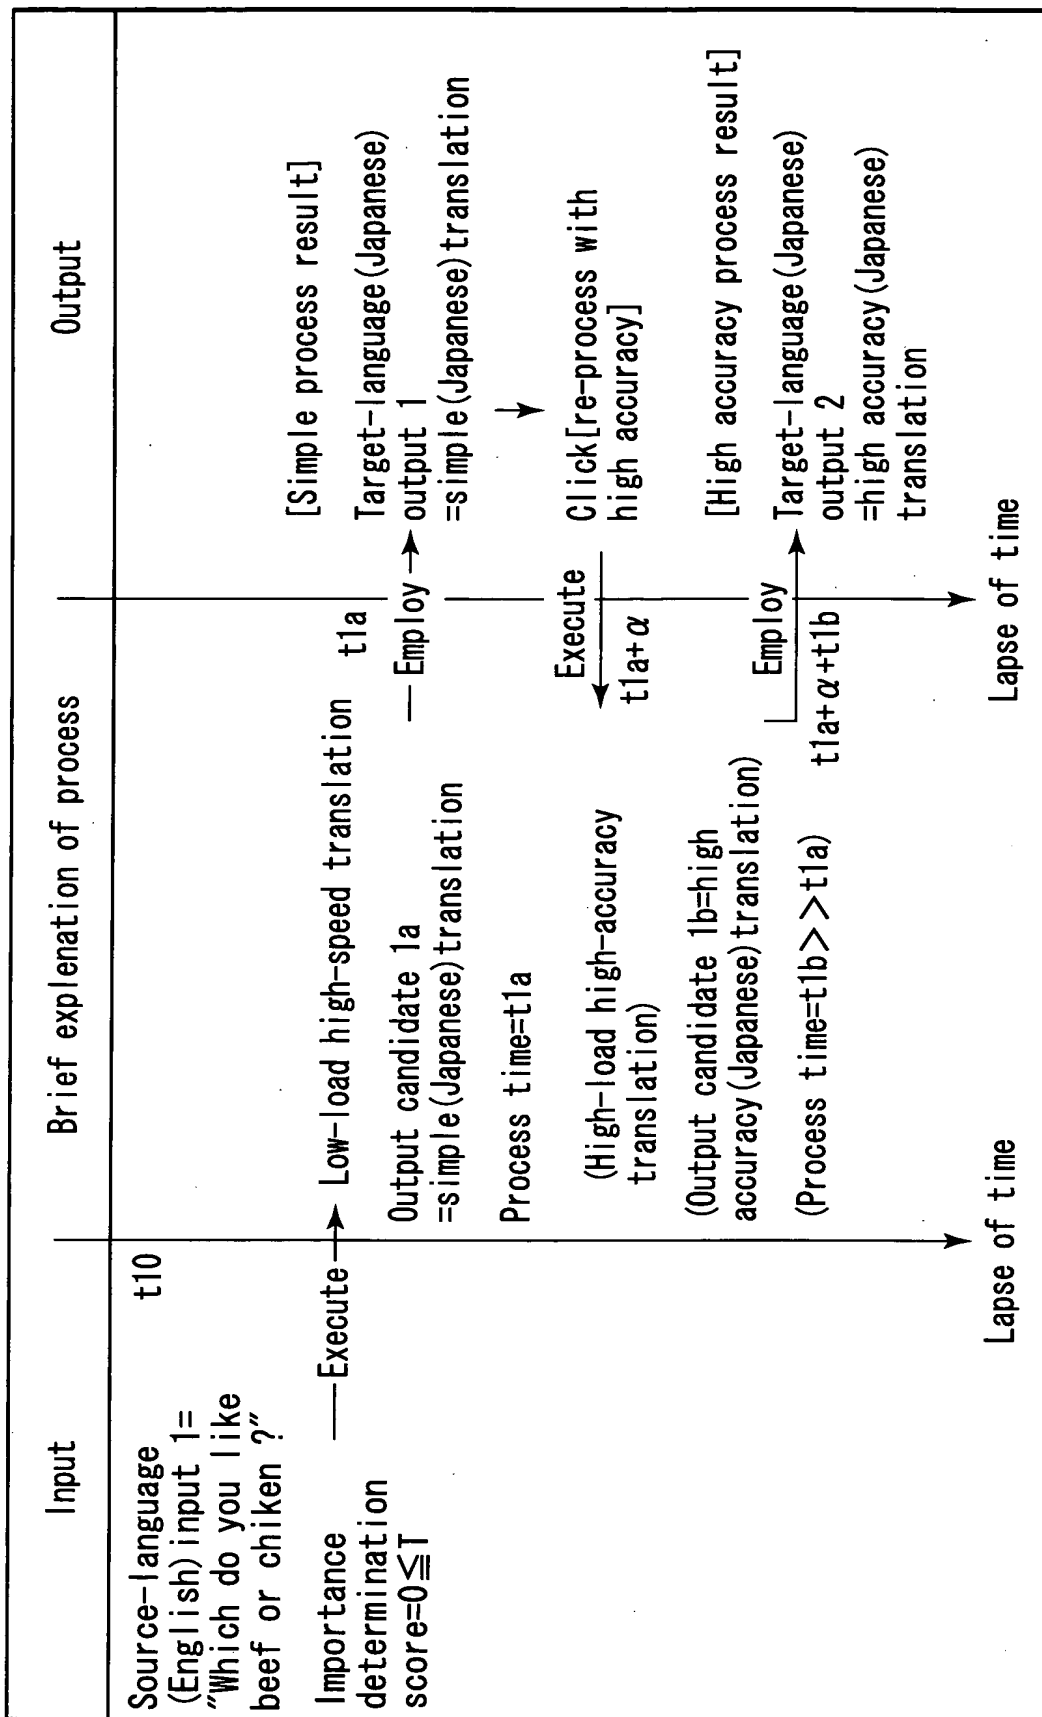 Input
Brief explenation of process
Output
Source-language
(English)input 1=
"Which do you like
beef or chiken ?"
Importance
determination
score=0≦T
t10
Execute
Low-load high-speed translation
Output candidate 1a
=simple(Japanese)translation
Process time=t1a
(High-load high-accuracy
translation)
(Output candidate 1b=high
accuracy(Japanese)translation)
(Process time=t1b>>t1a)
Lapse of time
t1a
Employ
Execute
t1a+α
Employ
t1a+α+t1b
Lapse of time
[Simple process result]
Target-language(Japanese)
output 1
=simple(Japanese)translation
Click[re-process with
high accuracy]
[High accuracy process result]
Target-language(Japanese)
output 2
=high accuracy(Japanese)
translation